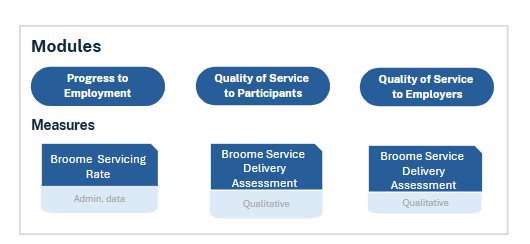 Modules
Progress to
Employment
Quality of Service
to Participants
Quality of Service
to Employers
Measures
Broome Servicing
Rate
Admin. data
Broome Service
Delivery
Assessment
Qualitative
Broome Service
Delivery
Assessment
Qualitative